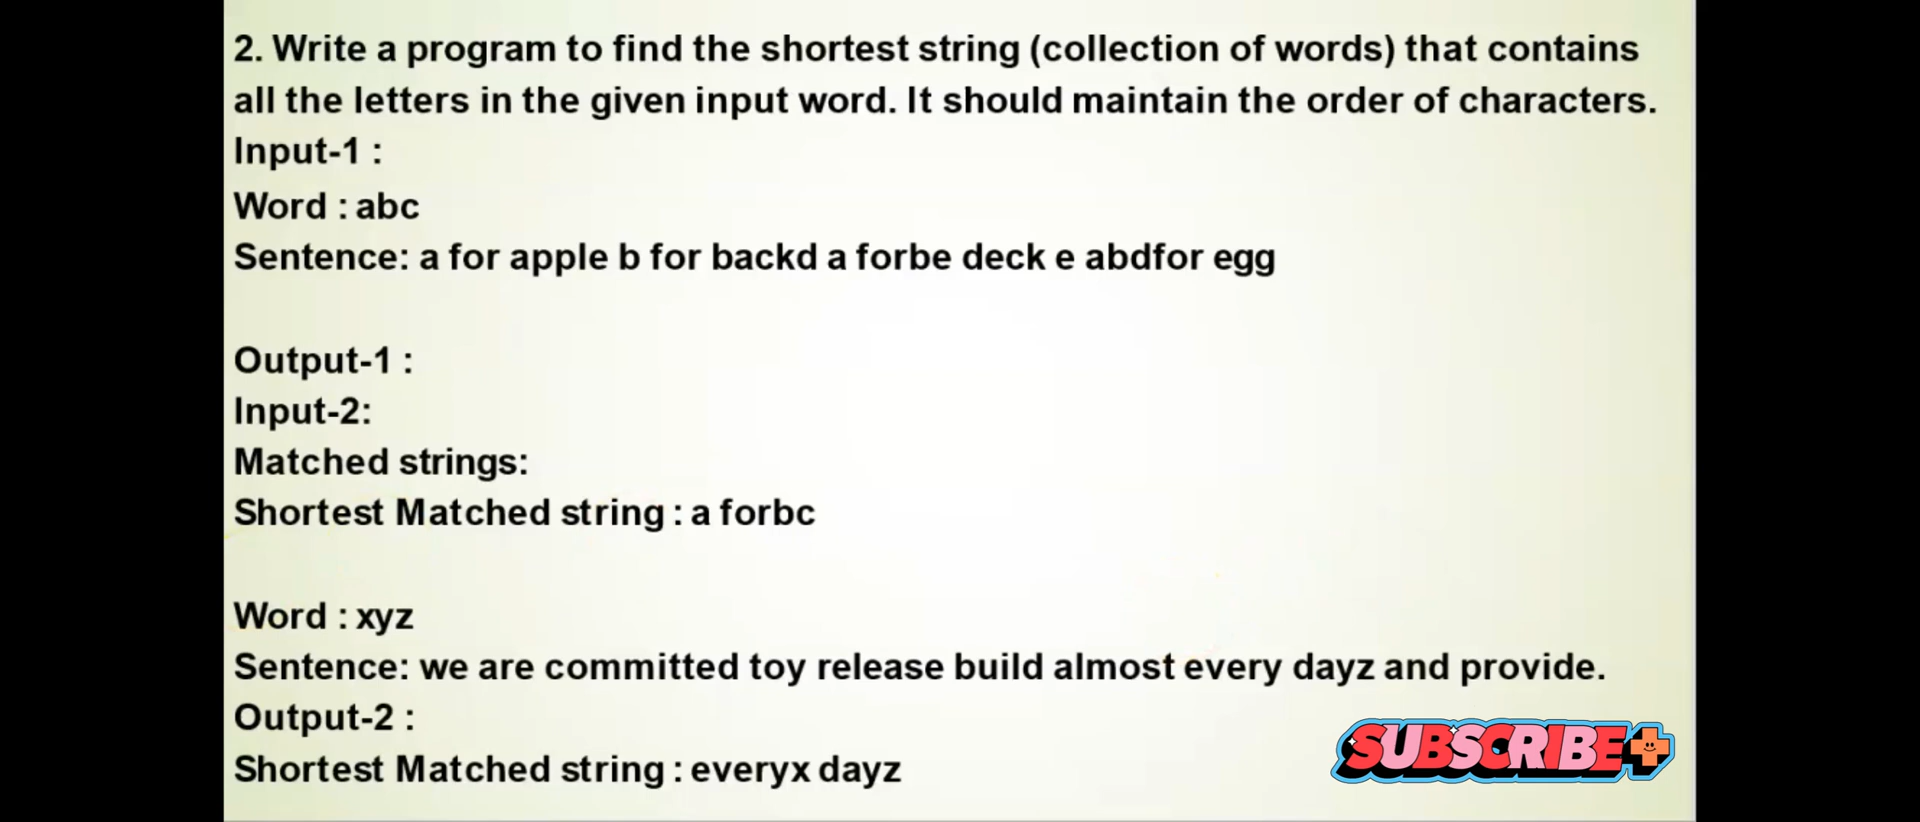 2. Write a program to find the shortest string (collection of words) that contains
all the letters in the given input word. It should maintain the order of characters.
Input-1 :
Word : abc
Sentence: a for apple b for backd a forbe deck e abdfor egg
Output-1 :
Input-2:
Matched strings:
Shortest Matched string : a forbc
Word : xyz
Sentence: we are committed toy release build almost every dayz and provide.
Output-2 :
Shortest Matched string : everyx dayz
SUBSCRIBE